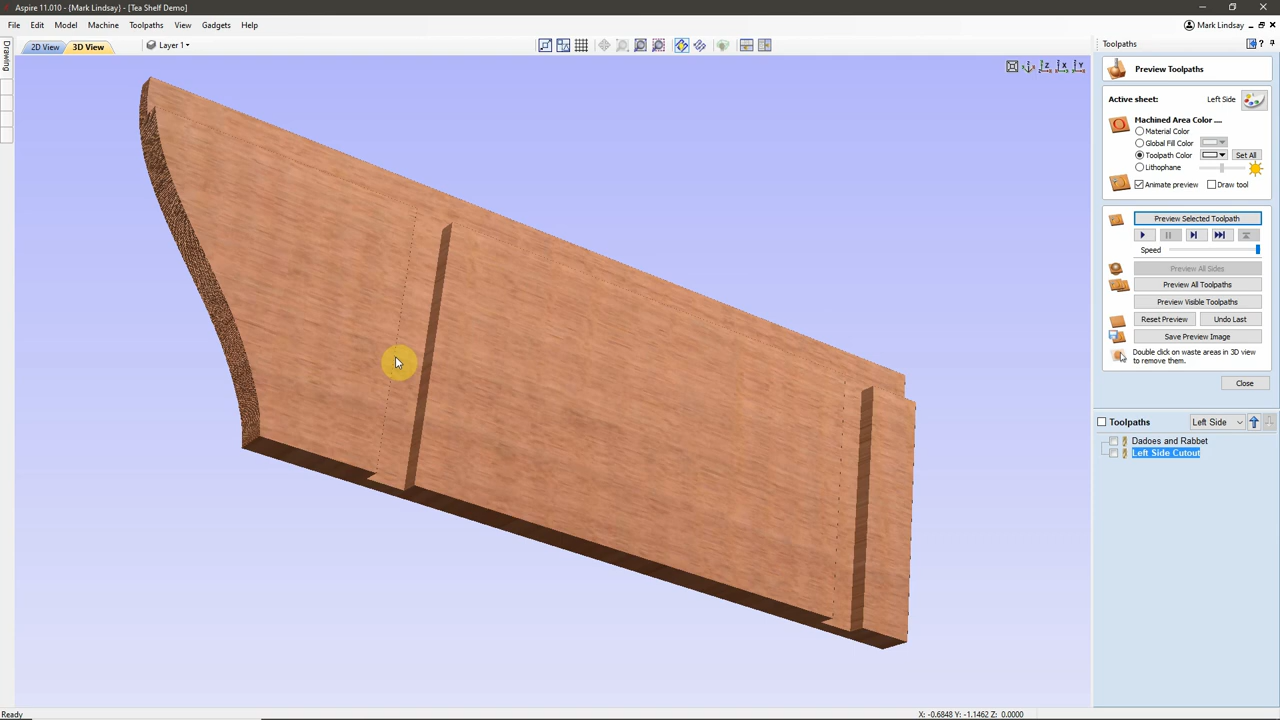 Aspire 11.010 - {Mark Lindsay} - [Tea Shelf Demo]
File Edit Model Machine Toolpaths View Gadgets Help
Mark Lindsay
2D View 3D View Layer 1
Drawing
Toolpaths
Preview Toolpaths
Active sheet: Left Side
Machined Area Color ....
Material Color
Global Fill Color
Toolpath Color Set All
Lithophane
Animate preview Draw tool
Preview Selected Toolpath
Speed
Preview All Sides
Preview All Toolpaths
Preview Visible Toolpaths
Reset Preview Undo Last
Save Preview Image
Double click on waste areas in 3D view
to remove them.
Close
Toolpaths Left Side
Dadoes and Rabbet
Left Side Cutout
Ready X: -0.6848 Y: -1.1462 Z: 0.0000